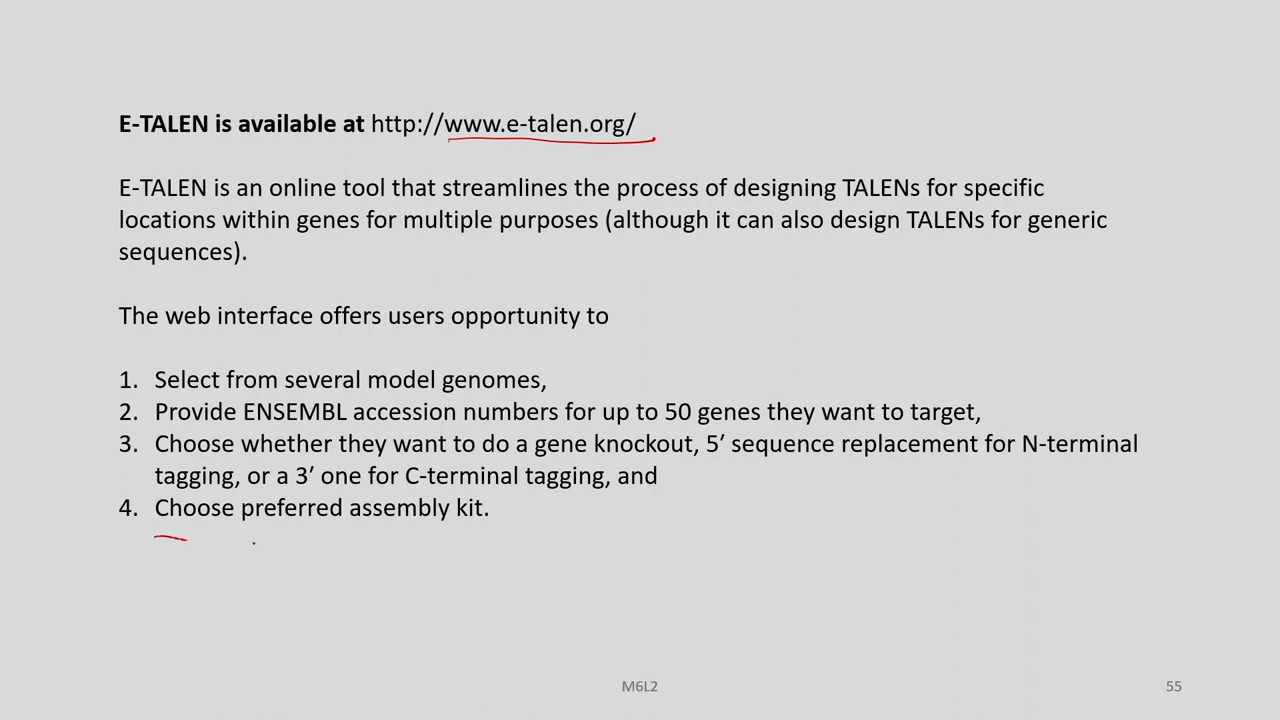 E-TALEN is available at http://www.e-talen.org/
E-TALEN is an online tool that streamlines the process of designing TALENs for specific
locations within genes for multiple purposes (although it can also design TALENs for generic
sequences).
The web interface offers users opportunity to
1. Select from several model genomes,
2. Provide ENSEMBL accession numbers for up to 50 genes they want to target,
3. Choose whether they want to do a gene knockout, 5′ sequence replacement for N-terminal
tagging, or a 3′ one for C-terminal tagging, and
4. Choose preferred assembly kit.
M6L2
55